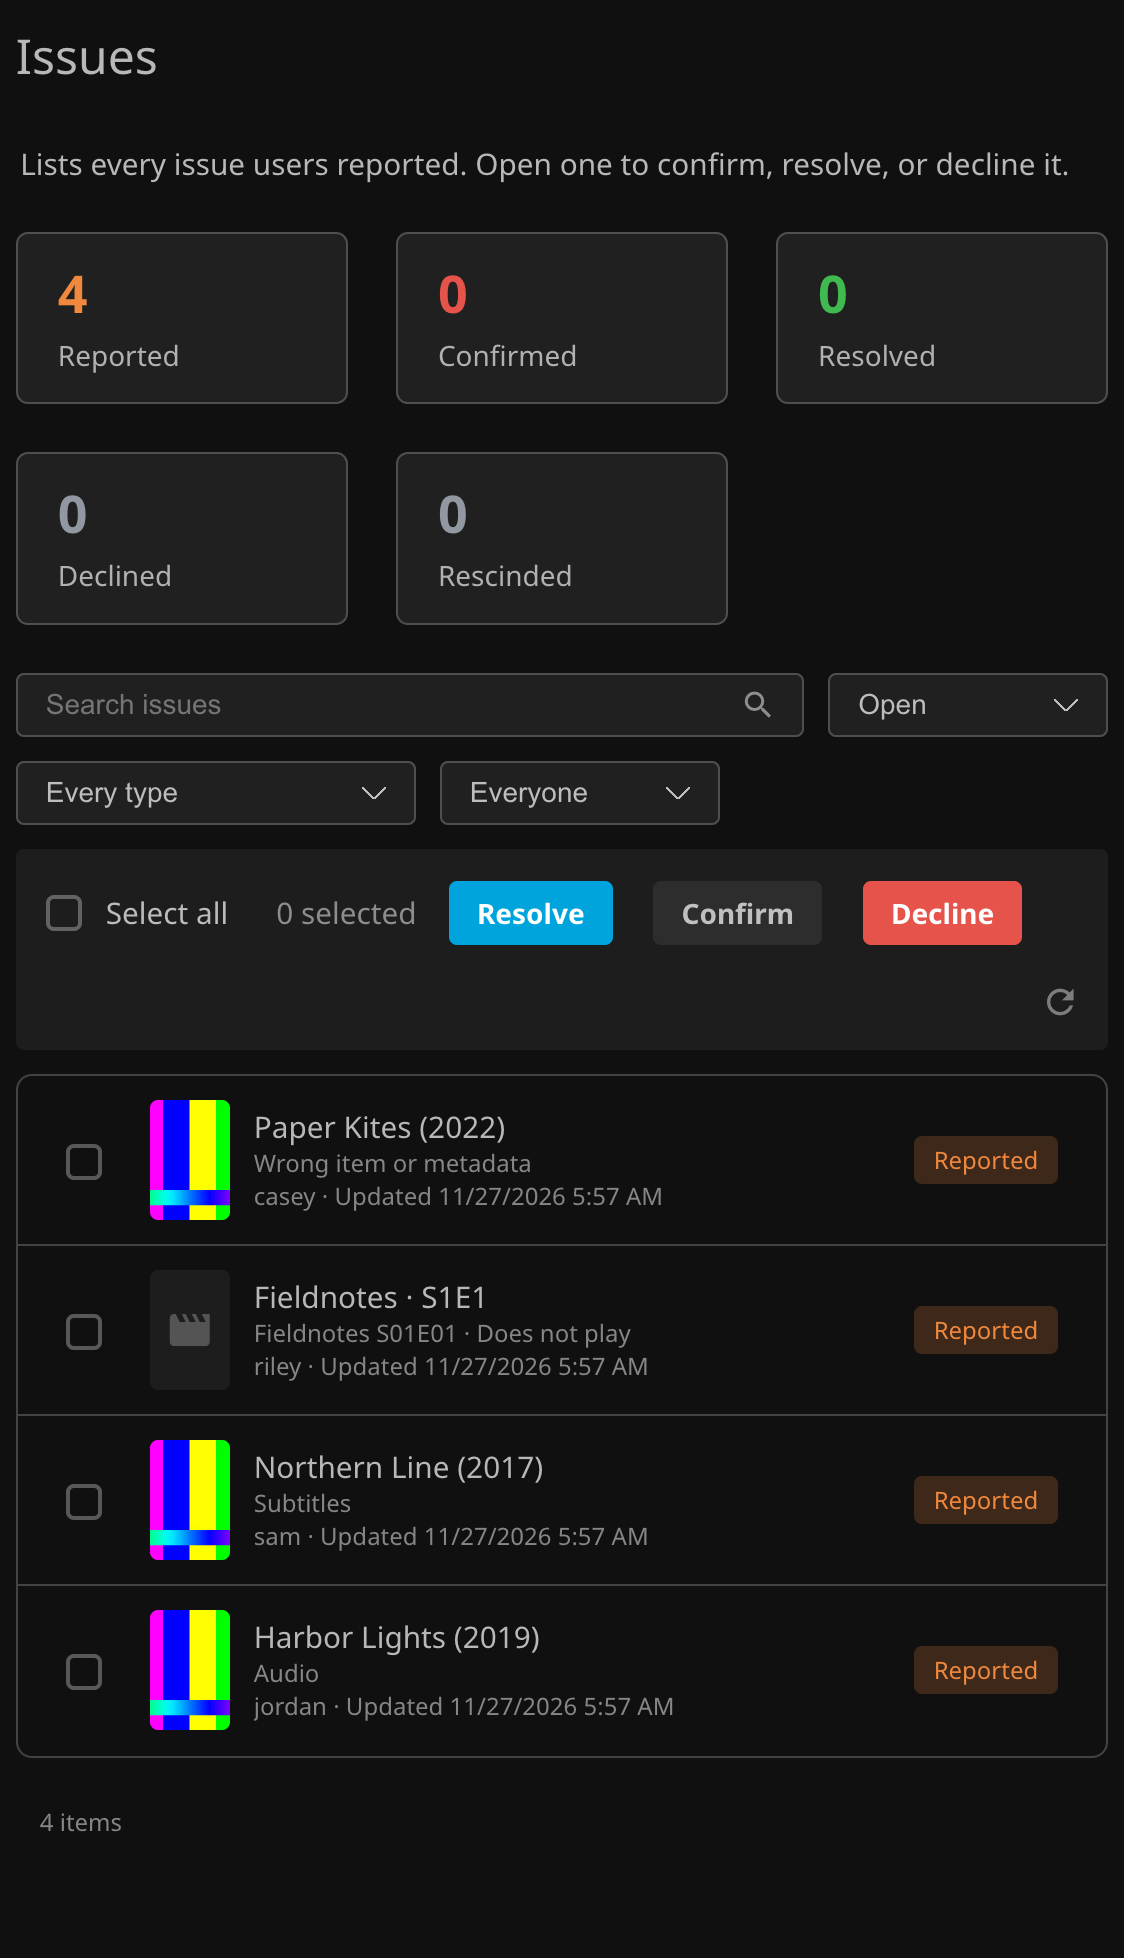 Issues
Lists every issue users reported. Open one to confirm, resolve, or decline it.
4
Reported
0
Confirmed
0
Resolved
0
Declined
0
Rescinded
Search issues
Open
Every type
Everyone
Select all
0 selected
Resolve
Confirm
Decline
Paper Kites (2022)
Wrong item or metadata
casey · Updated 11/27/2026 5:57 AM
Reported
Fieldnotes · S1E1
Fieldnotes S01E01 · Does not play
riley · Updated 11/27/2026 5:57 AM
Reported
Northern Line (2017)
Subtitles
sam · Updated 11/27/2026 5:57 AM
Reported
Harbor Lights (2019)
Audio
jordan · Updated 11/27/2026 5:57 AM
Reported
4 items